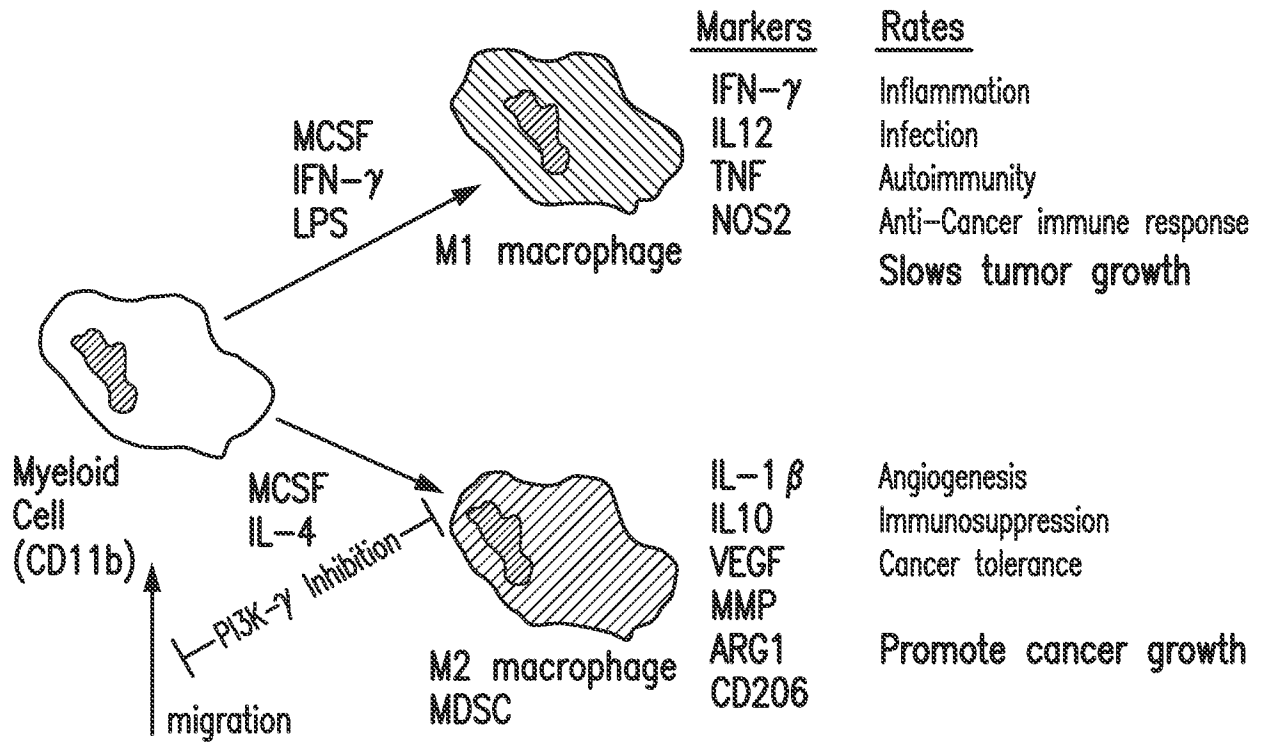 Markers
Rates
MCSF
IFN-γ
LPS
M1 macrophage
IFN-γ
IL12
TNF
NOS2
Inflammation
Infection
Autoimmunity
Anti-Cancer immune response
Slows tumor growth
Myeloid
Cell
(CD11b)
MCSF
IL-4
PI3K-γ Inhibition
migration
M2 macrophage
MDSC
IL-1β
IL10
VEGF
MMP
ARG1
CD206
Angiogenesis
Immunosuppression
Cancer tolerance
Promote cancer growth